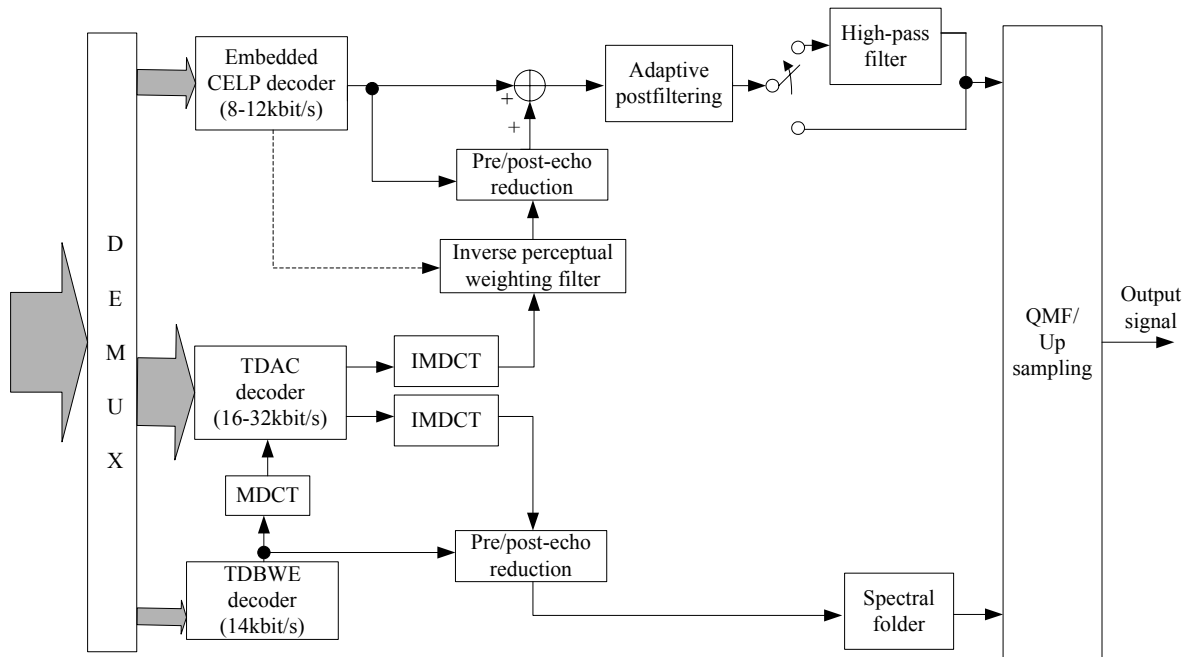 D
E
M
U
X
Embedded
CELP decoder
(8-12kbit/s)
+
+
Adaptive
postfiltering
High-pass
filter
Pre/post-echo
reduction
Inverse perceptual
weighting filter
TDAC
decoder
(16-32kbit/s)
IMDCT
IMDCT
MDCT
TDBWE
decoder
(14kbit/s)
Pre/post-echo
reduction
Spectral
folder
QMF/
Up
sampling
Output
signal